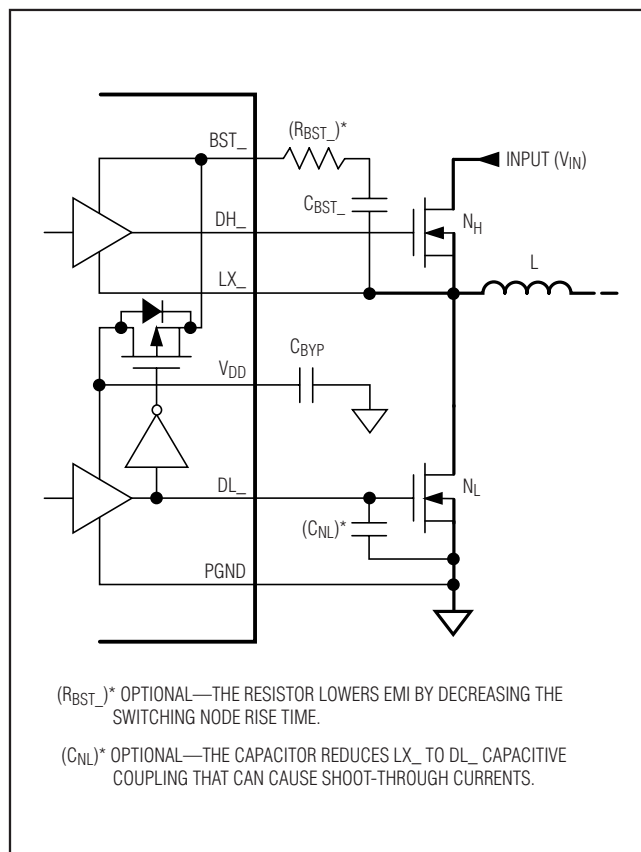 BST_
(RBST_)*
INPUT (VIN)
CBST_
DH_
NH
L
LX_
CBYP
VDD
DL_
NL
(CNL)*
PGND
(RBST_)* OPTIONAL—THE RESISTOR LOWERS EMI BY DECREASING THE
SWITCHING NODE RISE TIME.
(CNL)* OPTIONAL—THE CAPACITOR REDUCES LX_ TO DL_ CAPACITIVE
COUPLING THAT CAN CAUSE SHOOT-THROUGH CURRENTS.